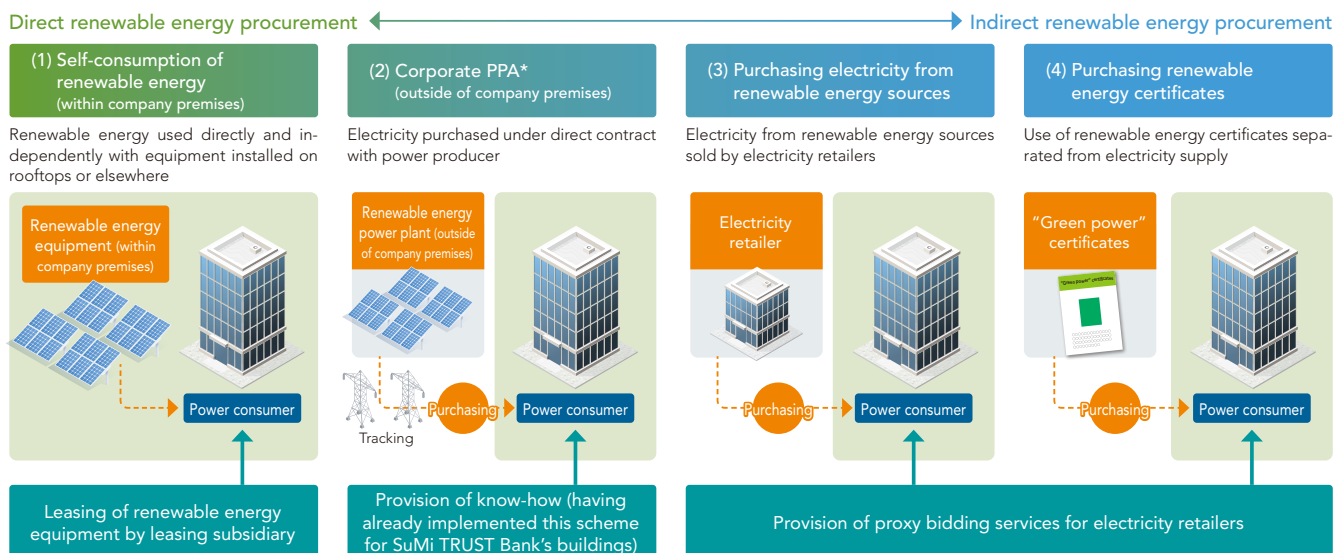 Direct renewable energy procurement
Indirect renewable energy procurement
(1) Self-consumption of
renewable energy
(within company premises)
Renewable energy used directly and in-
dependently with equipment installed on
rooftops or elsewhere
Renewable energy
equipment (within
company premises)
Power consumer
Leasing of renewable energy
equipment by leasing subsidiary
(2) Corporate PPA*
(outside of company premises)
Electricity purchased under direct contract
with power producer
Renewable energy
power plant (outside
of company premises)
Tracking
Purchasing
Power consumer
Provision of know-how (having
already implemented this scheme
for SuMi TRUST Bank's buildings)
(3) Purchasing electricity from
renewable energy sources
Electricity from renewable energy sources
sold by electricity retailers
Electricity
retailer
Purchasing
Power consumer
(4) Purchasing renewable
energy certificates
Use of renewable energy certificates sepa-
rated from electricity supply
"Green power"
certificates
"Green power" certificates
Purchasing
Power consumer
Provision of proxy bidding services for electricity retailers